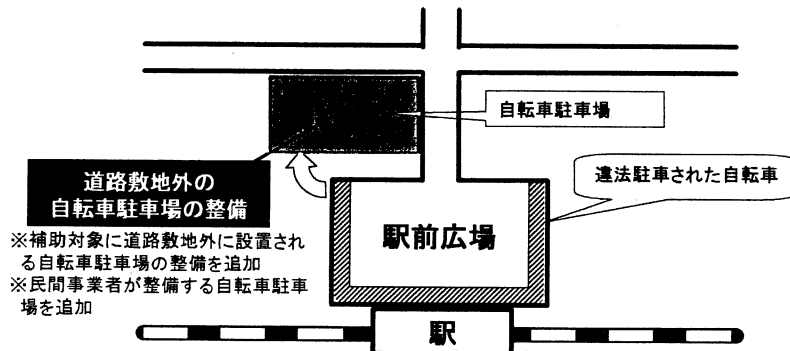 自転車駐車場
道路敷地外の
自転車駐車場の整備
違法駐車された自転車
駅前広場
※補助対象に道路敷地外に設置され
る自転車駐車場の整備を追加
※民間事業者が整備する自転車駐車
場を追加
駅